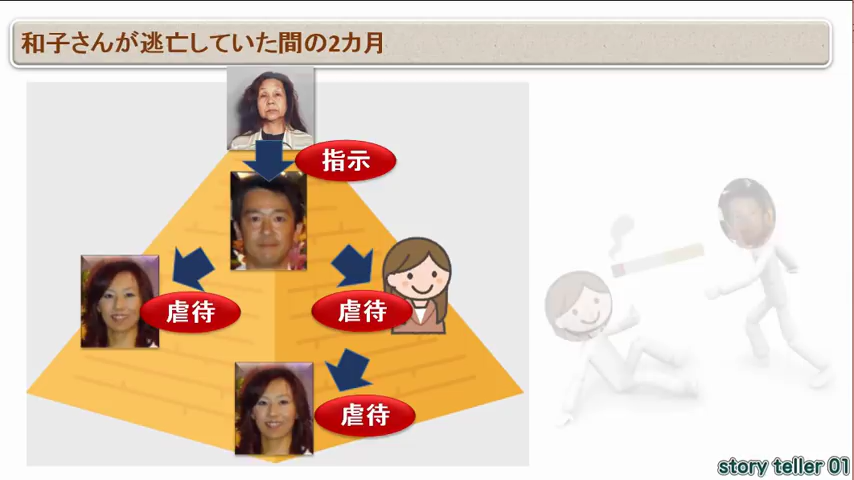 和子さんが逃亡していた間の2カ月
指示
虐待
虐待
虐待
story teller 01